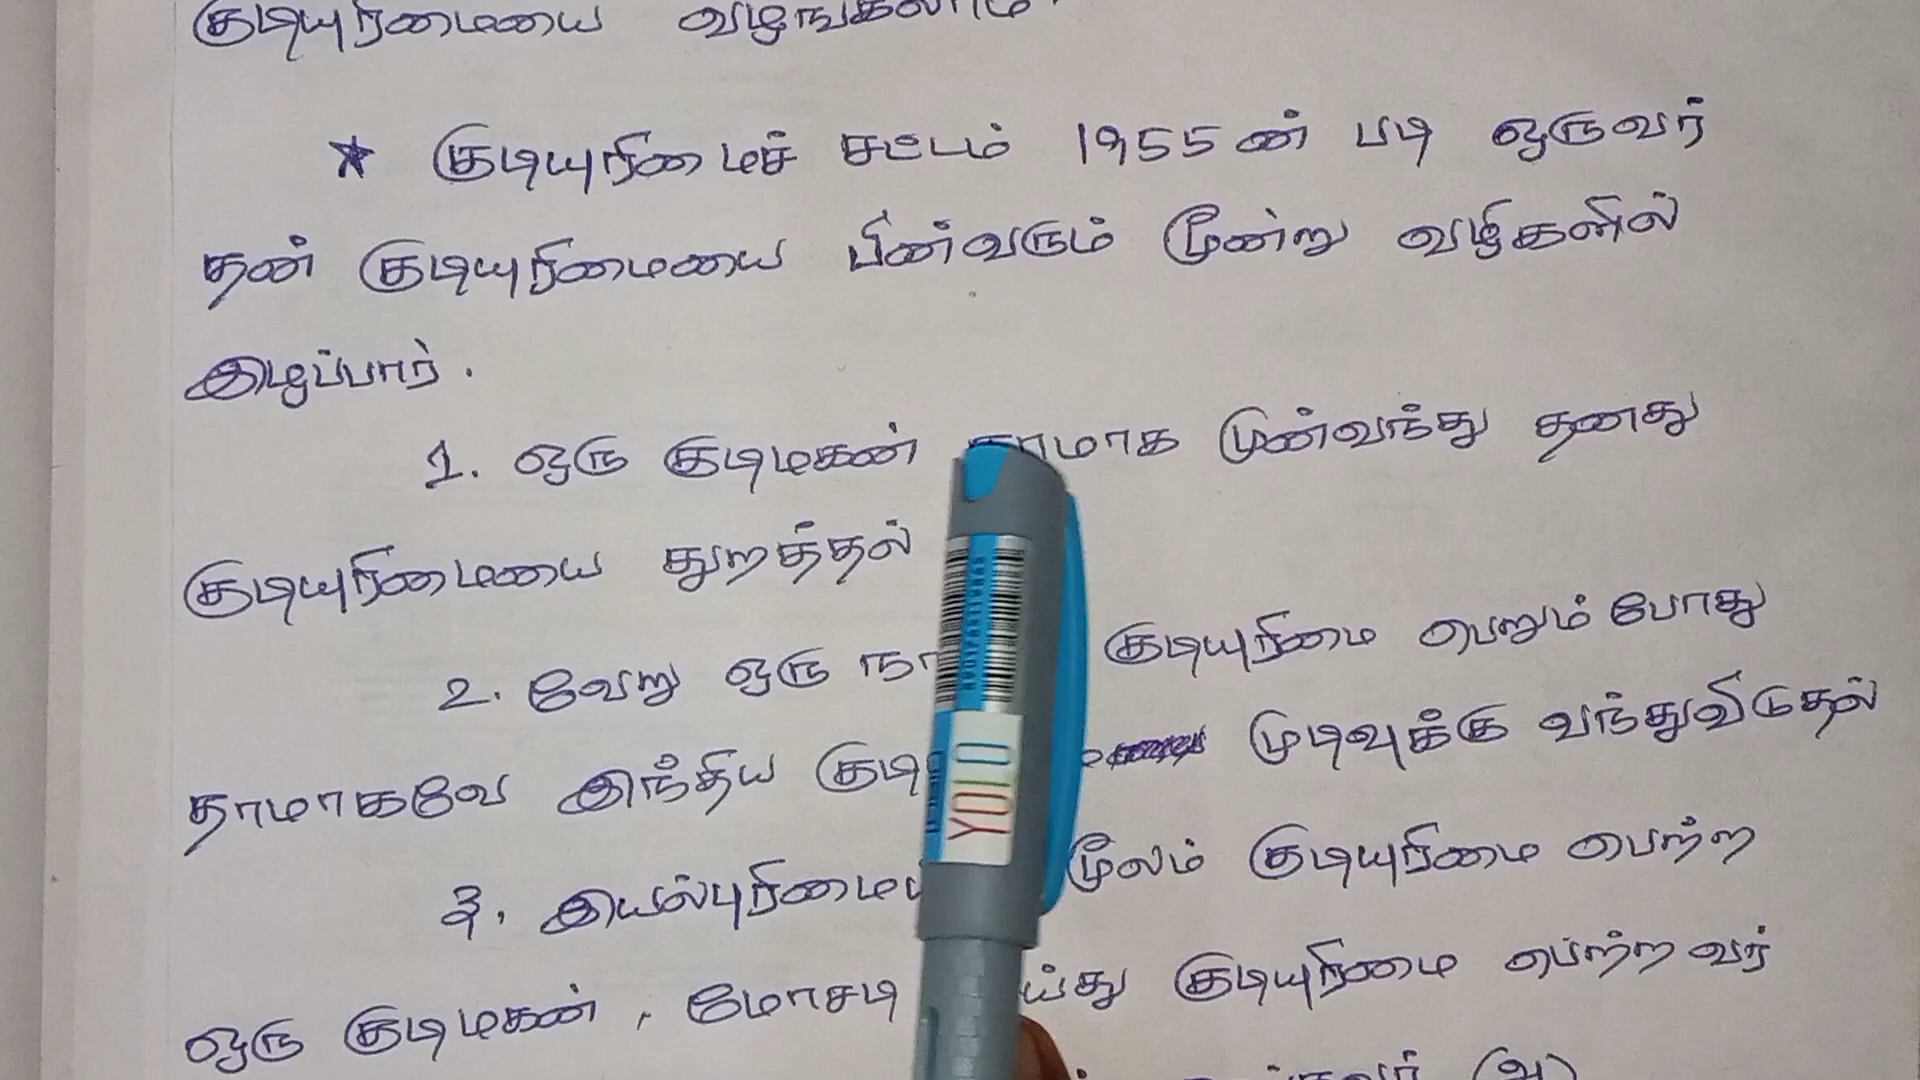 குடியுரிமையை வழங்கலாம்.
★ குடியுரிமைச் சட்டம் 1955ன் படி ஒருவர்
தன் குடியுரிமையை பின்வரும் மூன்று வழிகளில்
இழப்பார்.
1. ஒரு குடிமகன் தாமாக முன்வந்து தனது
குடியுரிமையை துறத்தல்
2. வேறு ஒரு நா குடியுரிமை பெறும் போது
தாமாகவே இந்திய குடி முடிவுக்கு வந்துவிடுதல்
3. இயல்புரிமை மூலம் குடியுரிமை பெற்ற
ஒரு குடிமகன், மோசடி ய்து குடியுரிமை பெற்றவர்
(அ)
YOLO